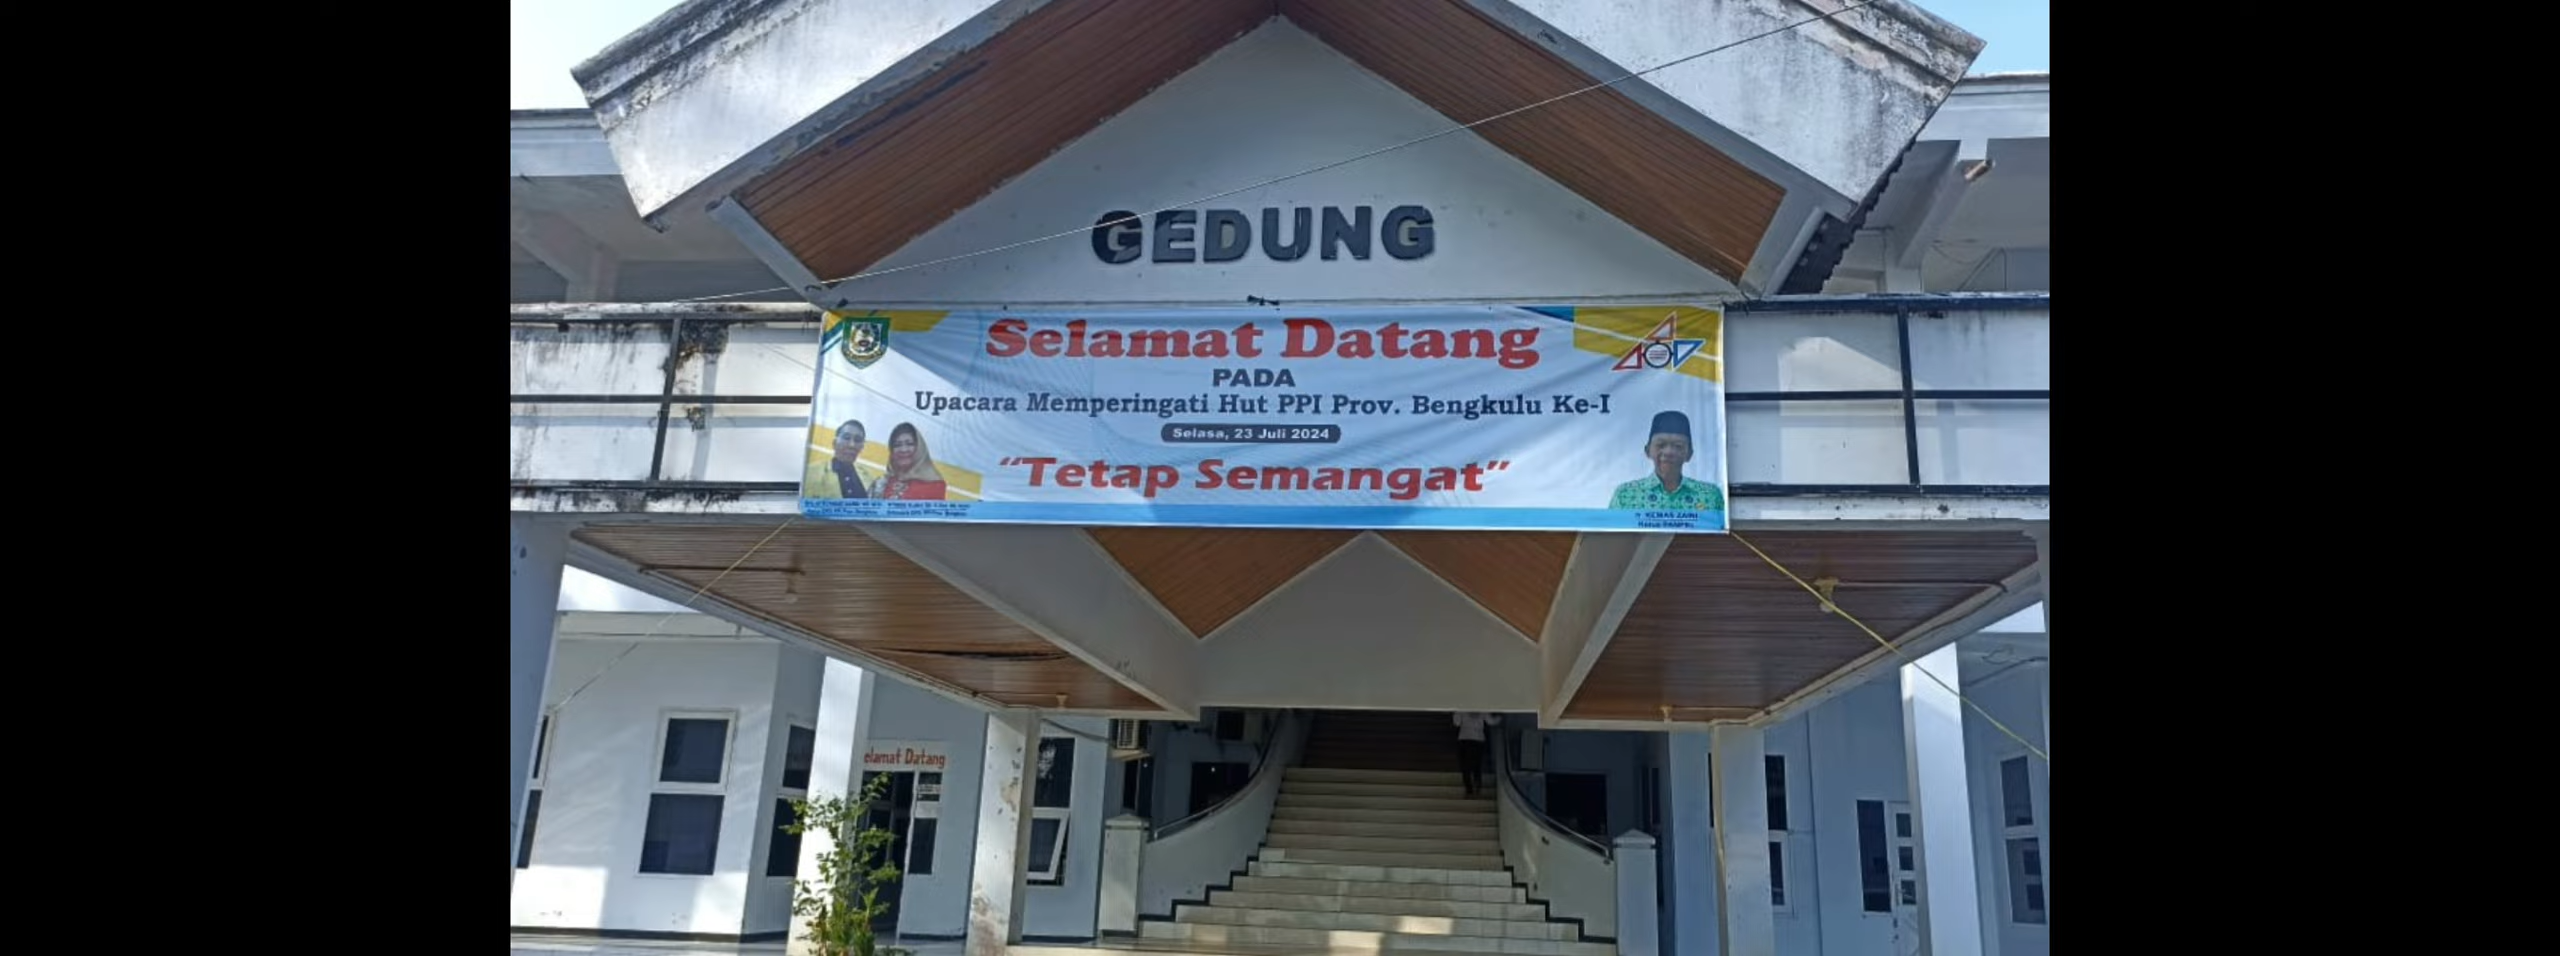 GEDUNG
Selamat Datang
PADA
Upacara Memperingati Hut PPI Prov. Bengkulu Ke-I
Selasa, 23 Juli 2024
"Tetap Semangat"
KEMAS ZAINI
elamat Datang